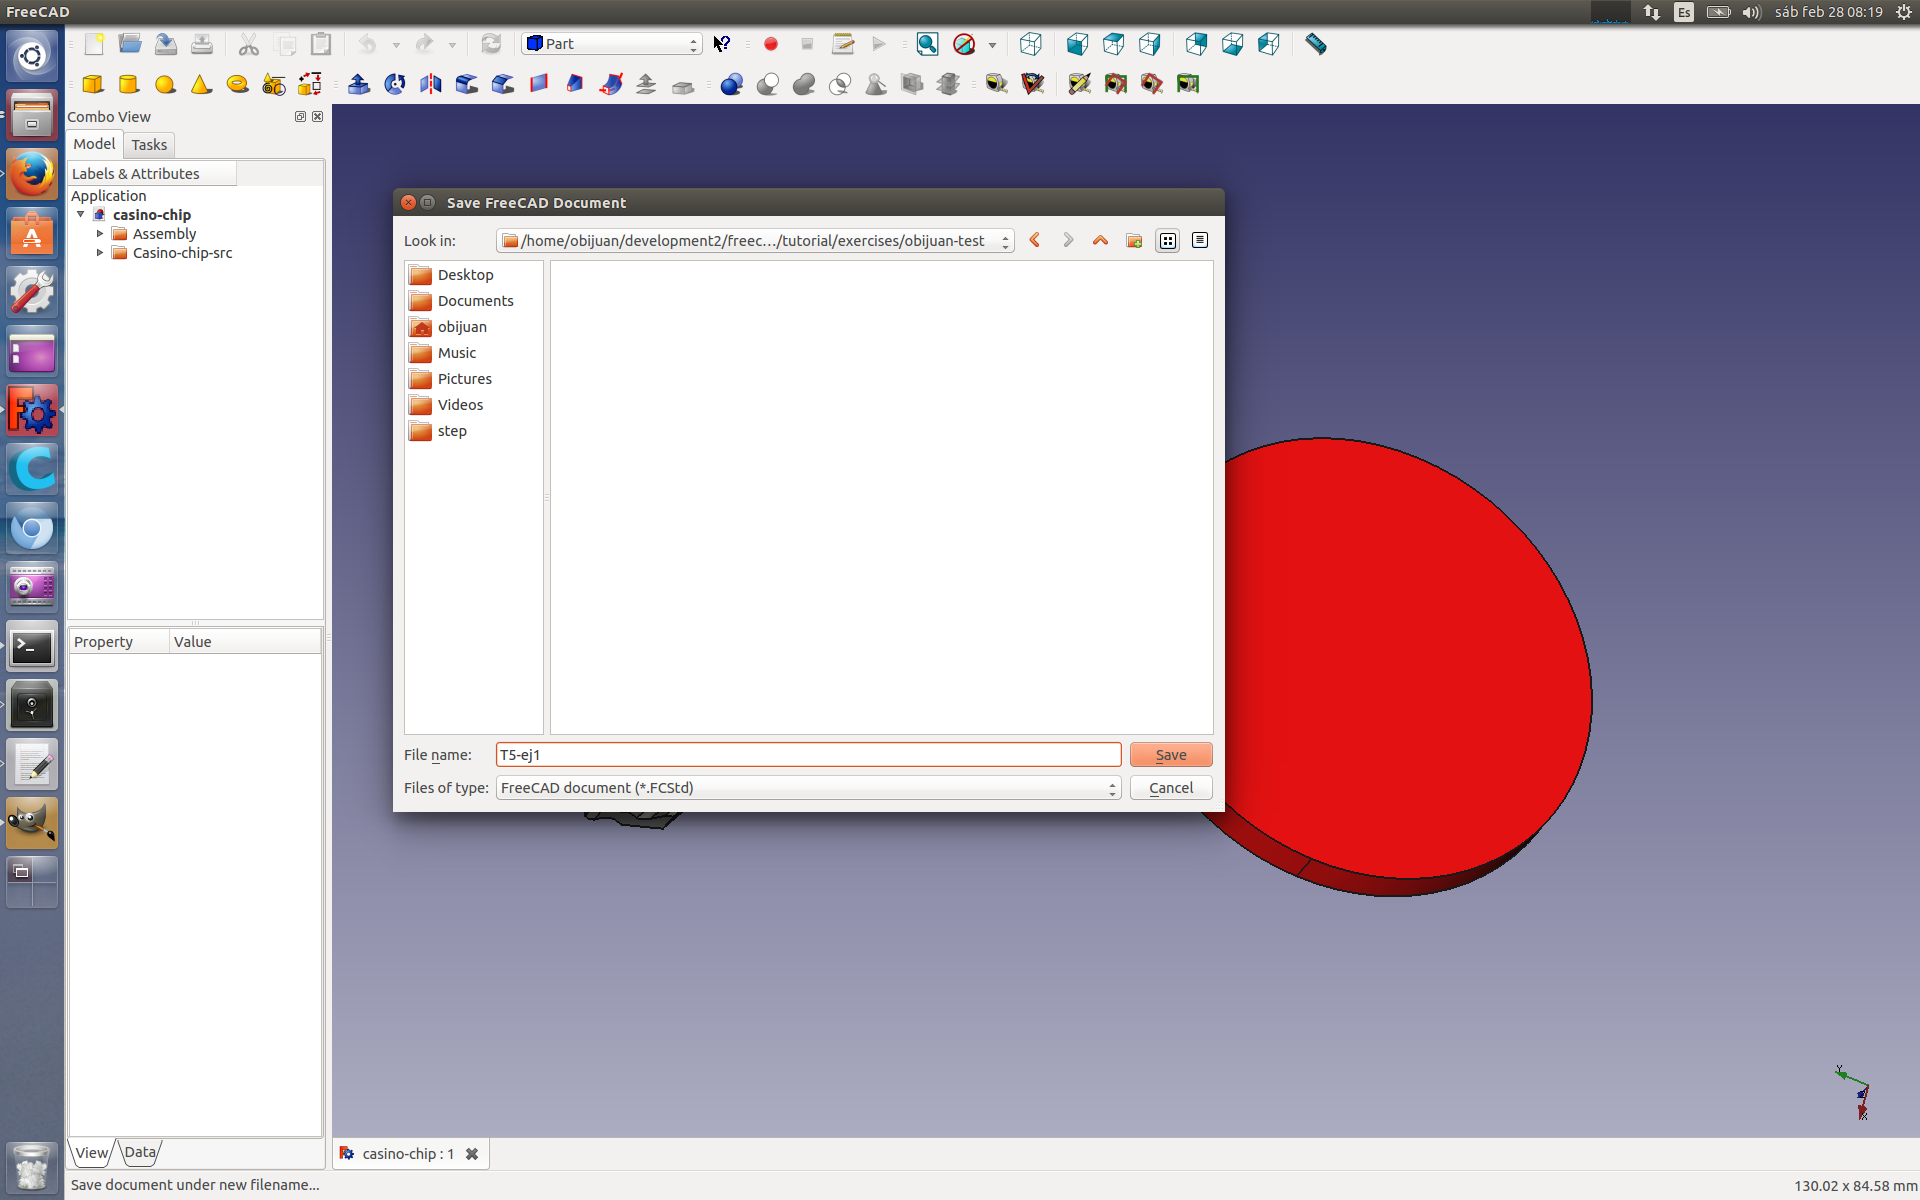 FreeCAD
Es
sáb feb 28 08:19
Part
Combo View
Model
Tasks
Labels & Attributes
Application
casino-chip
Assembly
Casino-chip-src
Property
Value
View
Data
Save FreeCAD Document
Look in:
/home/obijuan/development2/freec.../tutorial/exercises/obijuan-test
Desktop
Documents
obijuan
Music
Pictures
Videos
step
File name:
T5-ej1
Save
Files of type:
FreeCAD document (*.FCStd)
Cancel
Y
X
casino-chip : 1
Save document under new filename...
130.02 x 84.58 mm